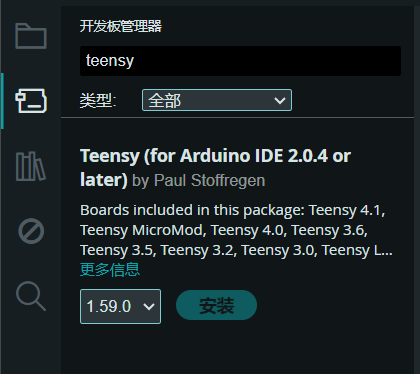 开发板管理器
teensy
类型:
全部
Teensy (for Arduino IDE 2.0.4 or
later) by Paul Stoffregen
Boards included in this package: Teensy 4.1,
Teensy MicroMod, Teensy 4.0, Teensy 3.6,
Teensy 3.5, Teensy 3.2, Teensy 3.0, Teensy L...
更多信息
1.59.0
安装